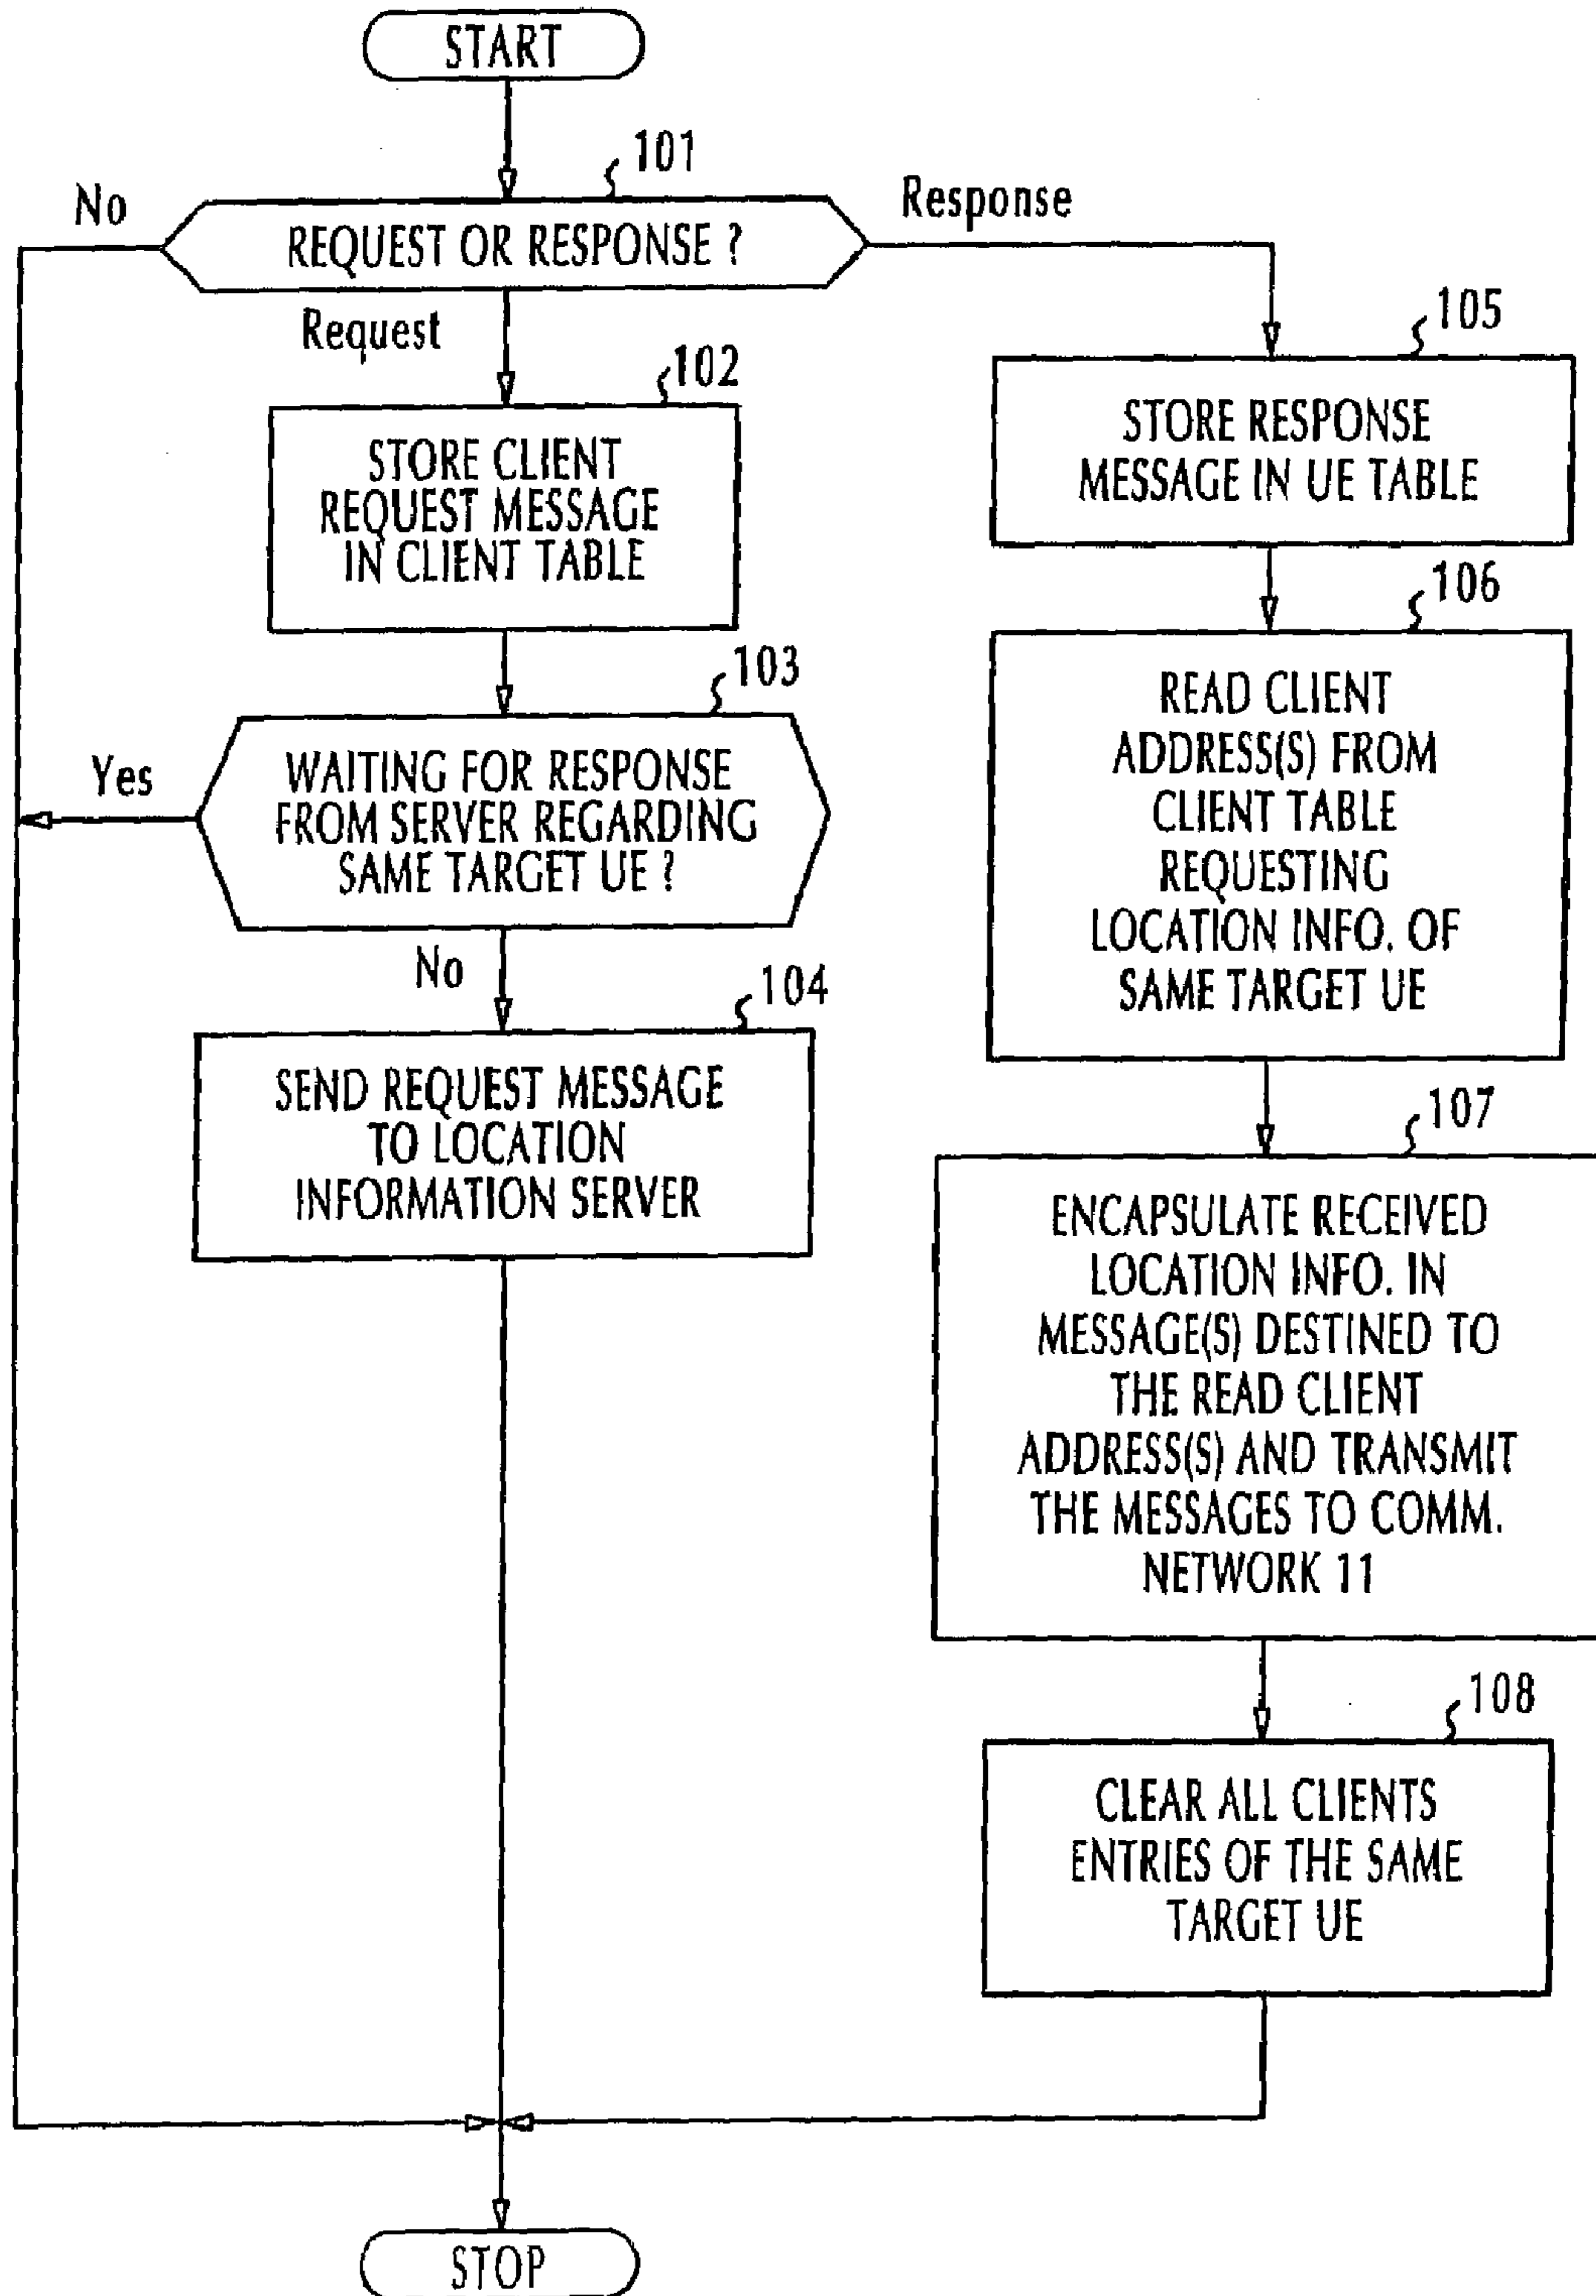 START
101
No
REQUEST OR RESPONSE ?
Response
Request
102
STORE CLIENT
REQUEST MESSAGE
IN CLIENT TABLE
103
Yes
WAITING FOR RESPONSE
FROM SERVER REGARDING
SAME TARGET UE ?
No
104
SEND REQUEST MESSAGE
TO LOCATION
INFORMATION SERVER
105
STORE RESPONSE
MESSAGE IN UE TABLE
106
READ CLIENT
ADDRESS(S) FROM
CLIENT TABLE
REQUESTING
LOCATION INFO. OF
SAME TARGET UE
107
ENCAPSULATE RECEIVED
LOCATION INFO. IN
MESSAGE(S) DESTINED TO
THE READ CLIENT
ADDRESS(S) AND TRANSMIT
THE MESSAGES TO COMM.
NETWORK 11
108
CLEAR ALL CLIENTS
ENTRIES OF THE SAME
TARGET UE
STOP